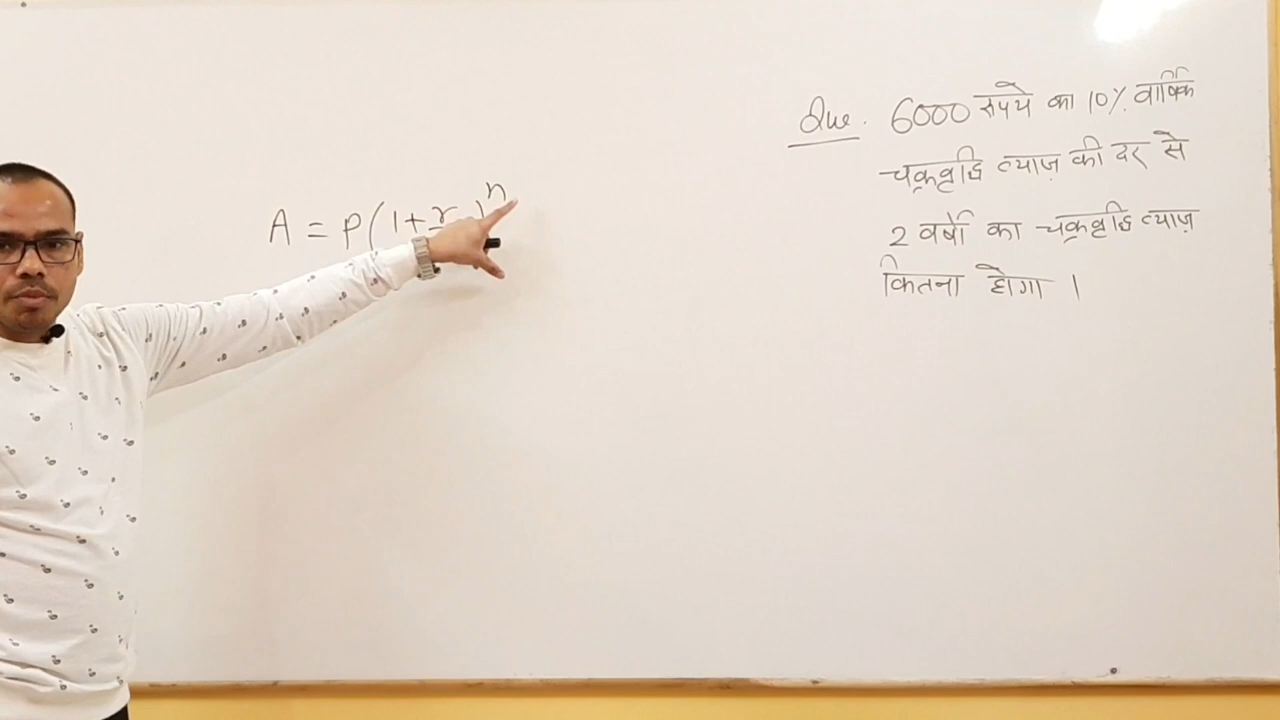 A = P(1+r)ⁿ
Que. 6000 रुपये का 10% वार्षिक
चक्रवृद्धि ब्याज़ की दर से
2 वर्षो का चक्रवृद्धि ब्याज़
कितना होगा ।